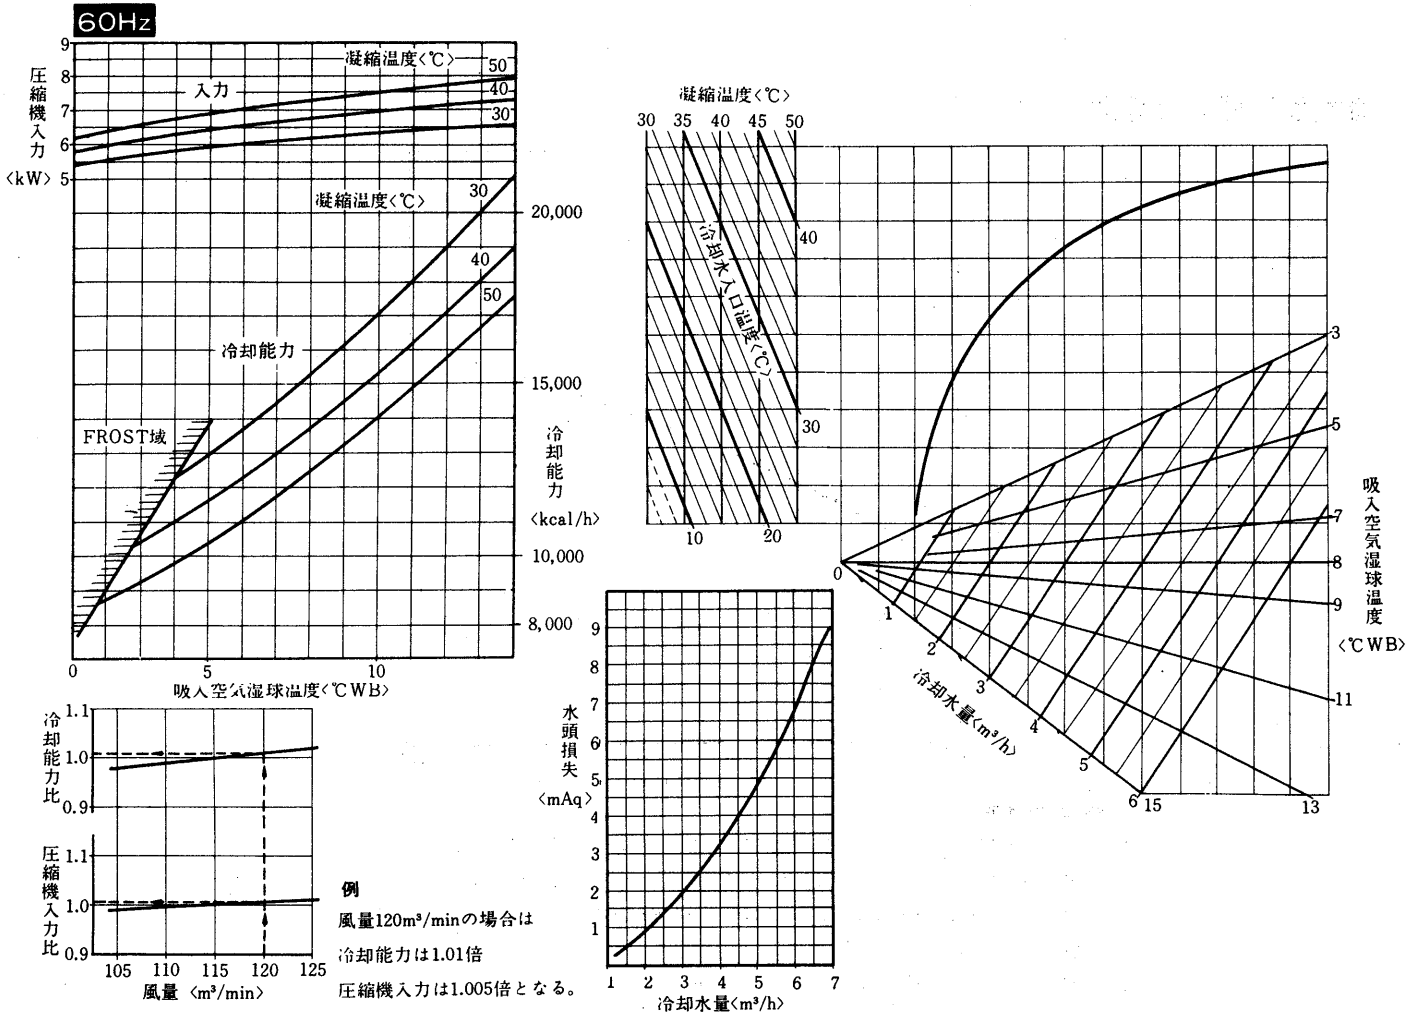 60Hz
凝縮温度<℃>
50
40
30
入力
圧縮機入力
<kW>
9
8
7
6
5
凝縮温度<℃>
30
40
50
冷却能力
FROST域
20,000
15,000
10,000
8,000
冷却能力
<kcal/h>
0
5
10
吸入空気湿球温度<℃WB>
冷却能力比
1.1
1.0
0.9
圧縮機入力比
1.1
1.0
0.9
105 110 115 120 125
風量 <m³/min>
例
風量120m³/minの場合は
冷却能力は1.01倍
圧縮機入力は1.005倍となる。
凝縮温度<℃>
30 35 40 45 50
冷却水入口温度<℃>
40
30
10
20
水頭損失
<mAq>
9
8
7
6
5
4
3
2
1
1 2 3 4 5 6 7
冷却水量<m³/h>
0
1
2
3
4
5
6
冷却水量<m³/h>
3
5
7
8
9
11
13
15
吸入空気湿球温度
<℃WB>